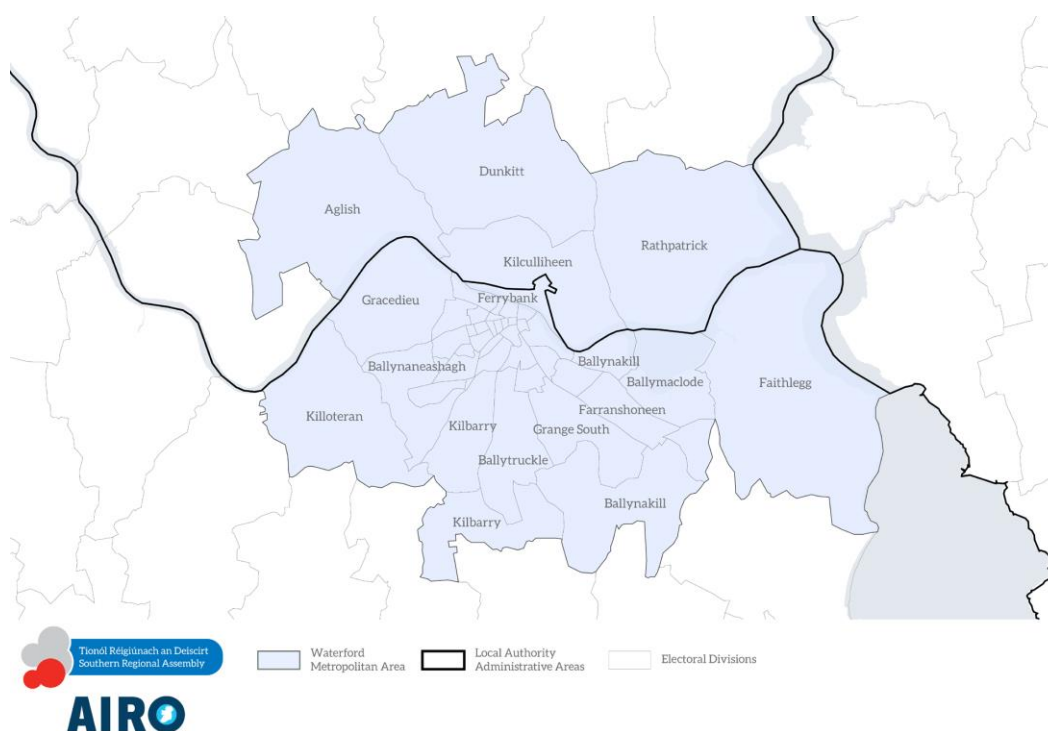 Dunkitt
Aglish
Rathpatrick
Kilculliheen
Gracedieu
Ferrybank
Ballynakill
Ballynaneashagh
Ballymaclode
Faithlegg
Killoteran
Farranshoneen
Kilbarry
Grange South
Ballytruckle
Ballynakill
Kilbarry
Tionól Réigiúnach an Deiscirt
Southern Regional Assembly
Waterford
Metropolitan Area
Local Authority
Administrative Areas
Electoral Divisions
AIRO